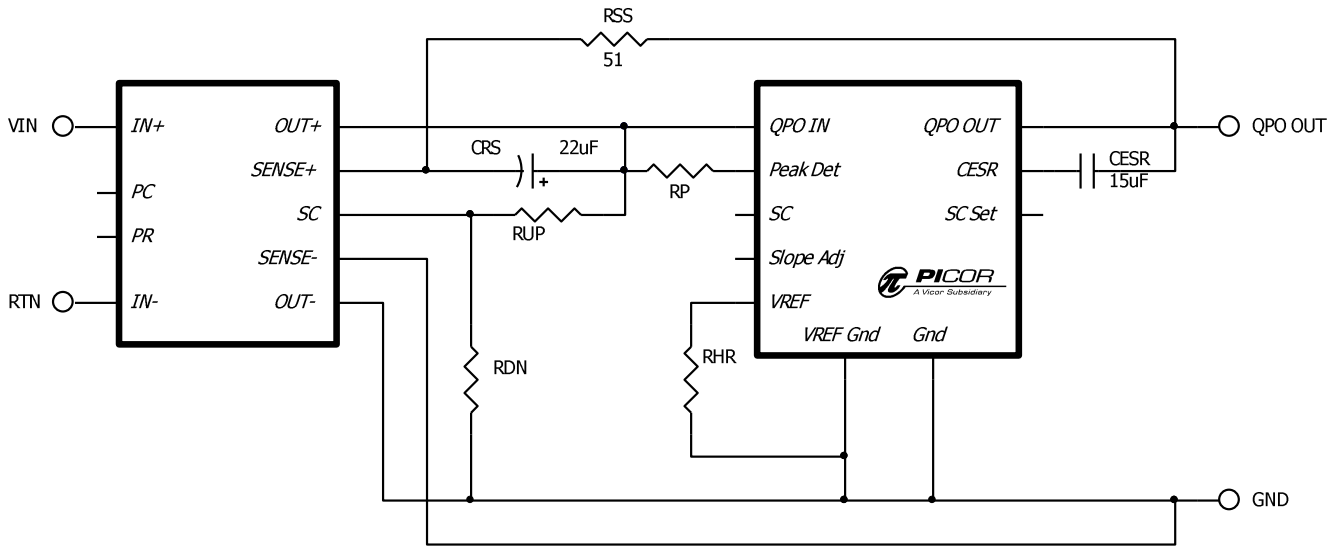 RSS
51
VIN
IN+
OUT+
QPO IN
QPO OUT
QPO OUT
CRS
22uF
SENSE+
+
RP
Peak Det
CESR
CESR
15uF
PC
SC
RUP
SC
SC Set
PR
SENSE-
Slope Adj
PICOR
A Vicor Subsidiary
RTN
IN-
OUT-
VREF
VREF Gnd
Gnd
RDN
RHR
GND